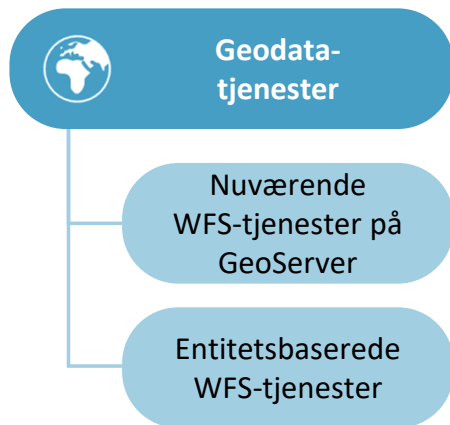 Geodata-
tjenester
Nuværende
WFS-tjenester på
GeoServer
Entitetsbaserede
WFS-tjenester